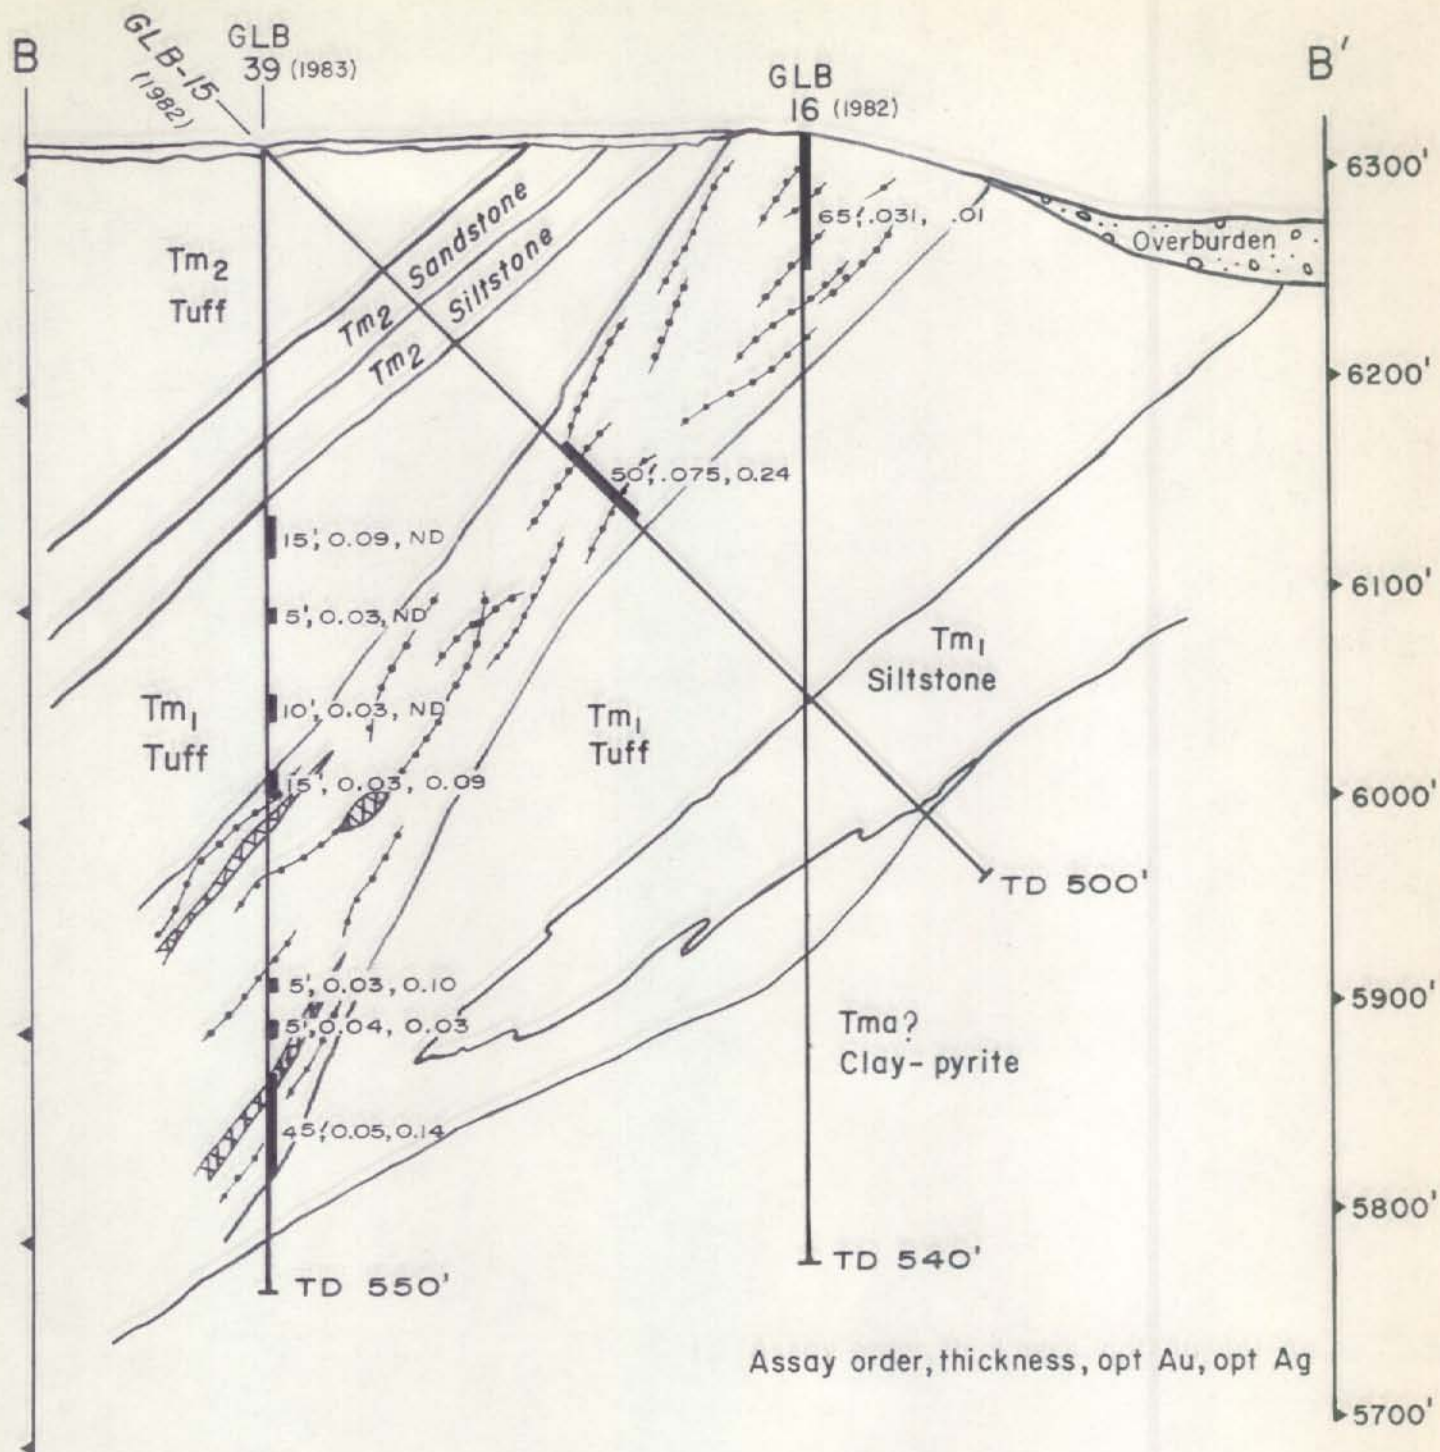 B
GLB-15
(1982)
GLB
39 (1983)
GLB
16 (1982)
B'
6300'
65', .031, .01
Overburden
Tm2
Tuff
Tm2 Sandstone
Tm2 Siltstone
6200'
50', .075, 0.24
15', 0.09, ND
6100'
5', 0.03, ND
Tm1
Siltstone
10', 0.03, ND
Tm1
Tuff
Tm1
Tuff
15', 0.03, 0.09
6000'
TD 500'
5', 0.03, 0.10
5900'
5', 0.04, 0.03
Tma?
Clay-pyrite
45', 0.05, 0.14
5800'
TD 540'
TD 550'
Assay order, thickness, opt Au, opt Ag
5700'